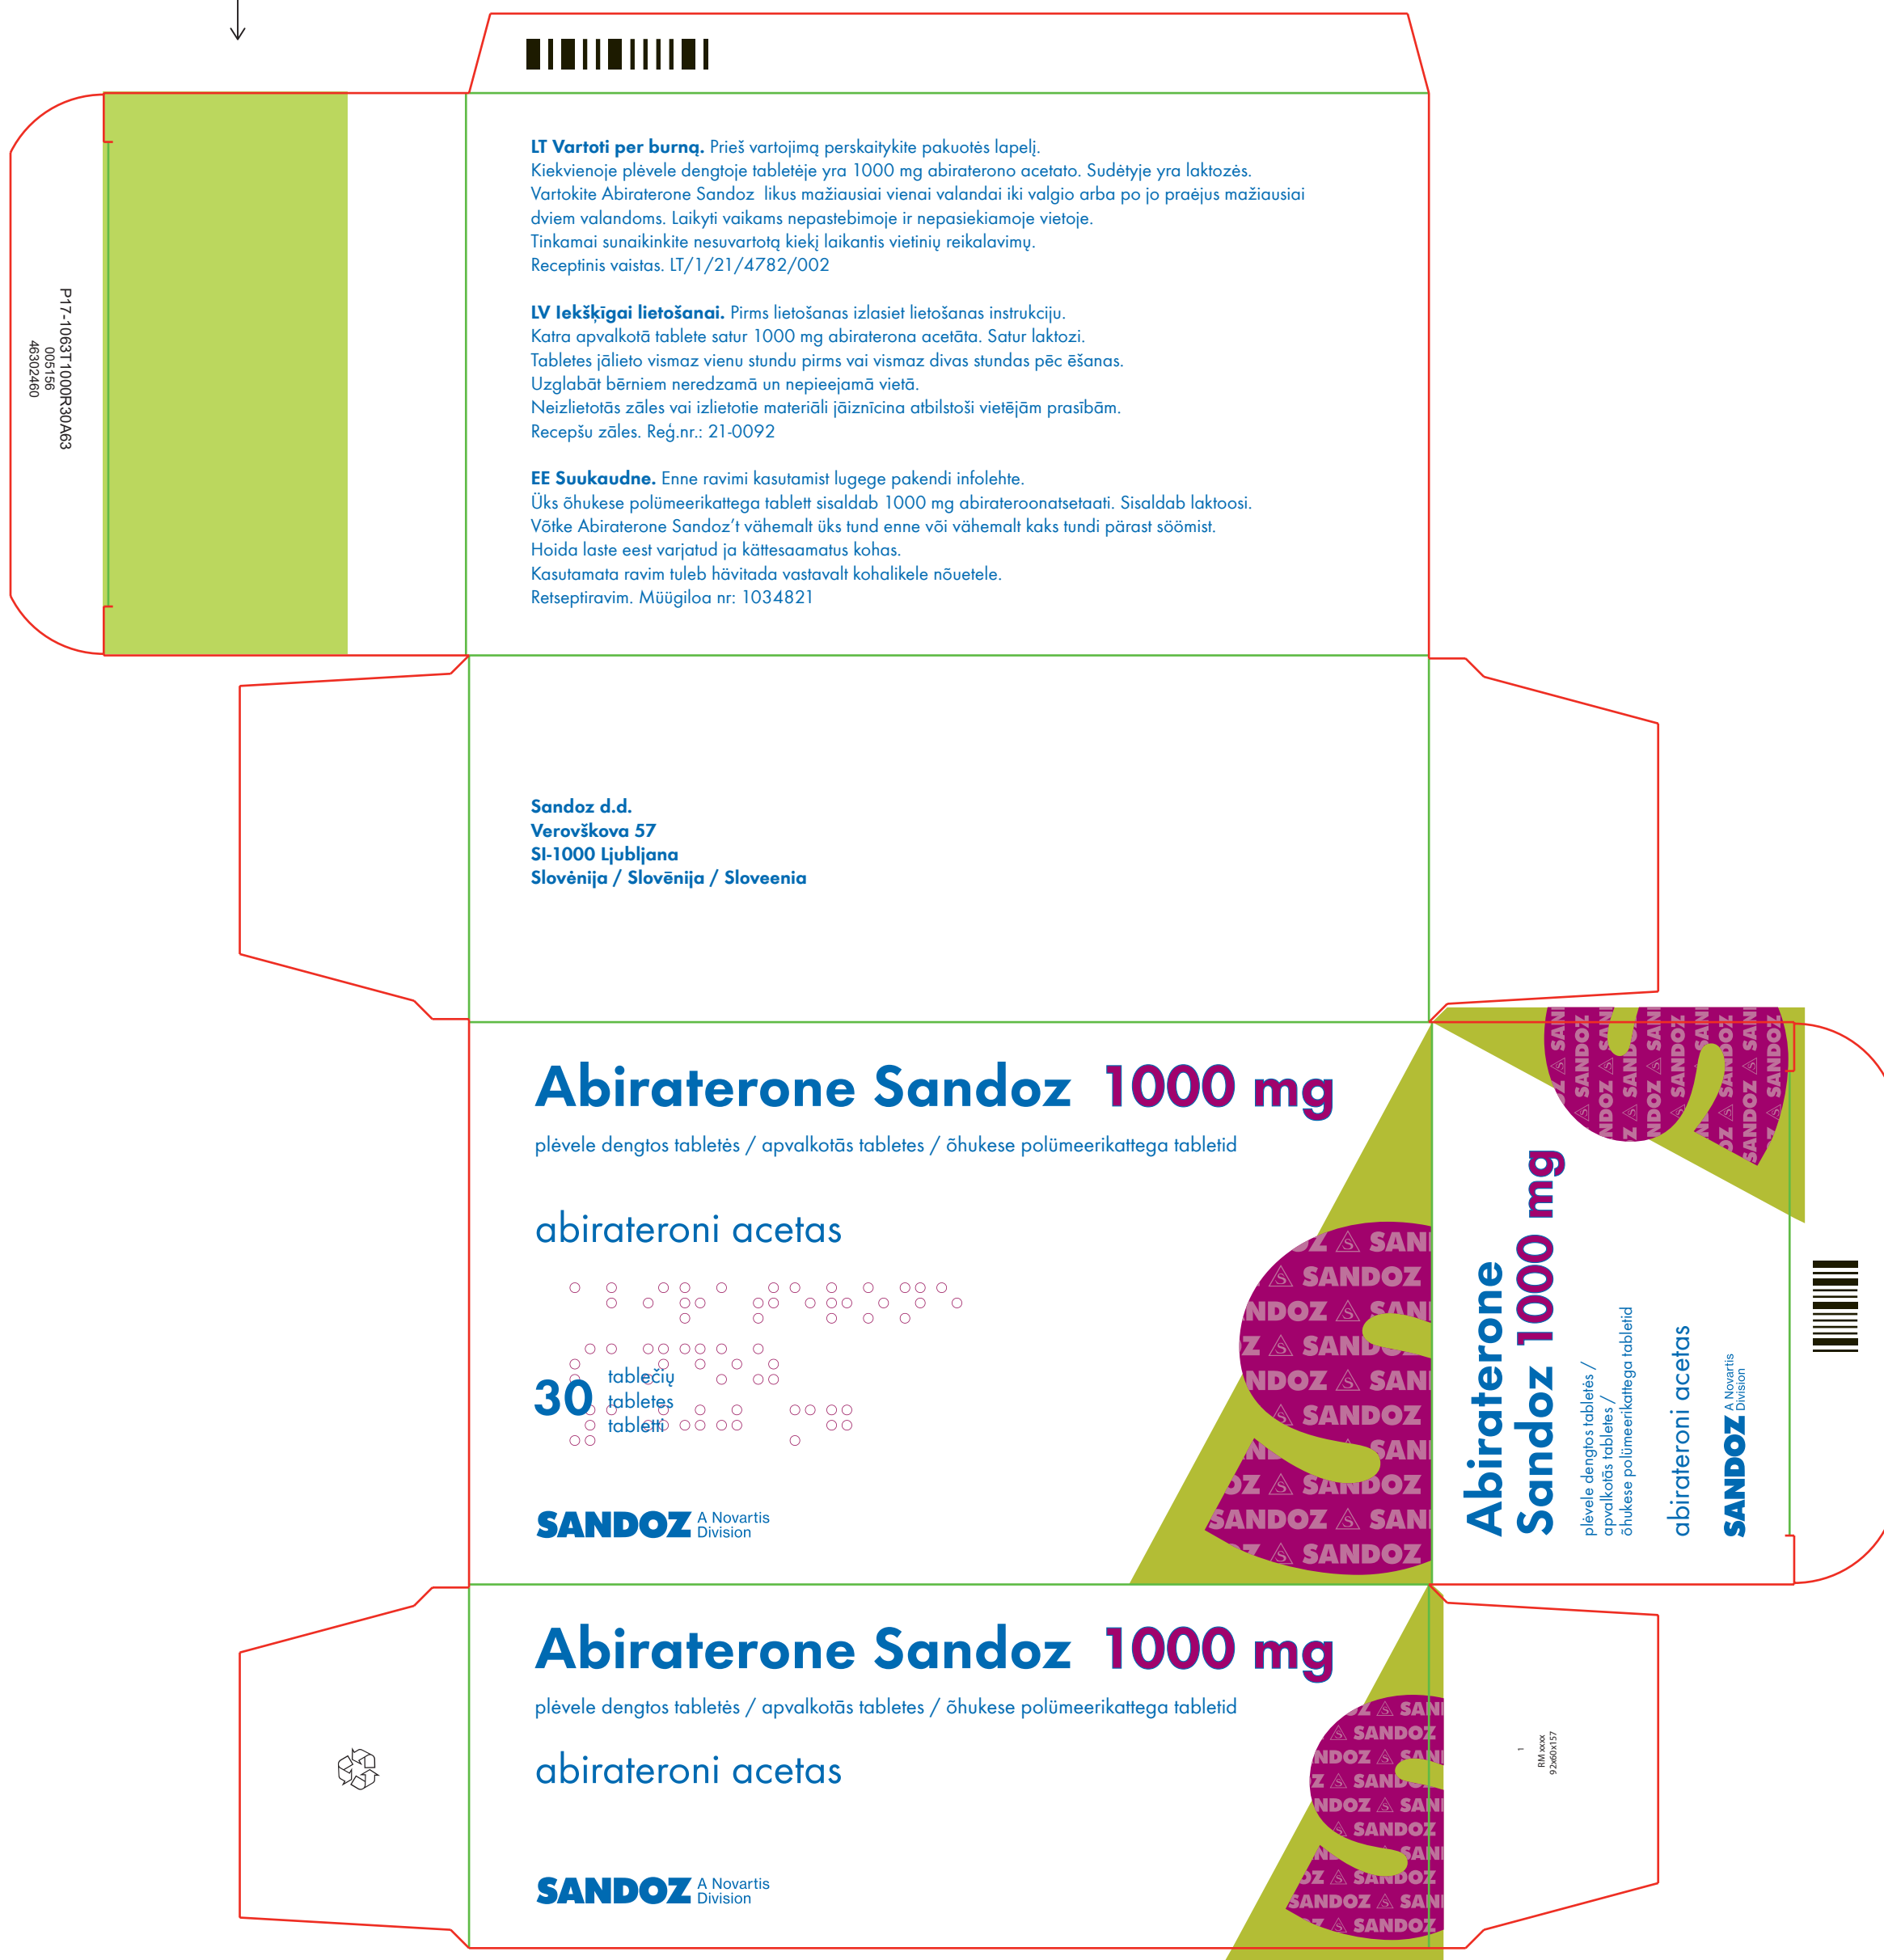 P17-1063T1000R30A63
005156
46302460
LT Vartoti per burną. Prieš vartojimą perskaitykite pakuotės lapelį.
Kiekvienoje plėvele dengtoje tabletėje yra 1000 mg abiraterono acetato. Sudėtyje yra laktozės.
Vartokite Abiraterone Sandoz likus mažiausiai vienai valandai iki valgio arba po jo praėjus mažiausiai
dviem valandoms. Laikyti vaikams nepastebimoje ir nepasiekiamoje vietoje.
Tinkamai sunaikinkite nesuvartotą kiekį laikantis vietinių reikalavimų.
Receptinis vaistas. LT/1/21/4782/002
LV Iekšķīgai lietošanai. Pirms lietošanas izlasiet lietošanas instrukciju.
Katra apvalkotā tablete satur 1000 mg abiraterona acetāta. Satur laktozi.
Tabletes jālieto vismaz vienu stundu pirms vai vismaz divas stundas pēc ēšanas.
Uzglabāt bērniem neredzamā un nepieejamā vietā.
Neizlietotās zāles vai izlietotie materiāli jāiznīcina atbilstoši vietējām prasībām.
Recepšu zāles. Reģ.nr.: 21-0092
EE Suukaudne. Enne ravimi kasutamist lugege pakendi infolehte.
Üks õhukese polümeerikattega tablett sisaldab 1000 mg abirateroonatsetaati. Sisaldab laktoosi.
Võtke Abiraterone Sandoz’t vähemalt üks tund enne või vähemalt kaks tundi pärast söömist.
Hoida laste eest varjatud ja kättesaamatus kohas.
Kasutamata ravim tuleb hävitada vastavalt kohalikele nõuetele.
Retseptiravim. Müügiloa nr: 1034821
Sandoz d.d.
Verovškova 57
SI-1000 Ljubljana
Slovėnija / Slovēnija / Sloveenia
Abiraterone Sandoz 1000 mg
plėvele dengtos tabletės / apvalkotās tabletes / õhukese polümeerikattega tabletid
abirateroni acetas
30 tablečių
tabletes
tabletti
SANDOZ A Novartis
Division
Abiraterone
Sandoz 1000 mg
plėvele dengtos tabletės /
apvalkotās tabletes /
õhukese polümeerikattega tabletid
abirateroni acetas
SANDOZ A Novartis
Division
Abiraterone Sandoz 1000 mg
plėvele dengtos tabletės / apvalkotās tabletes / õhukese polümeerikattega tabletid
abirateroni acetas
SANDOZ A Novartis
Division
1
RM xxxx
92x60x157